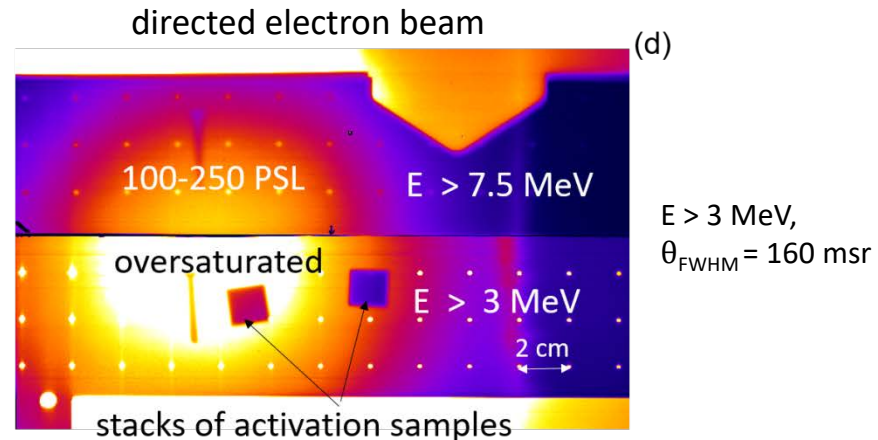 directed electron beam
(d)
100-250 PSL
E > 7.5 MeV
E > 3 MeV,
θFWHM = 160 msr
oversaturated
E > 3 MeV
2 cm
stacks of activation samples